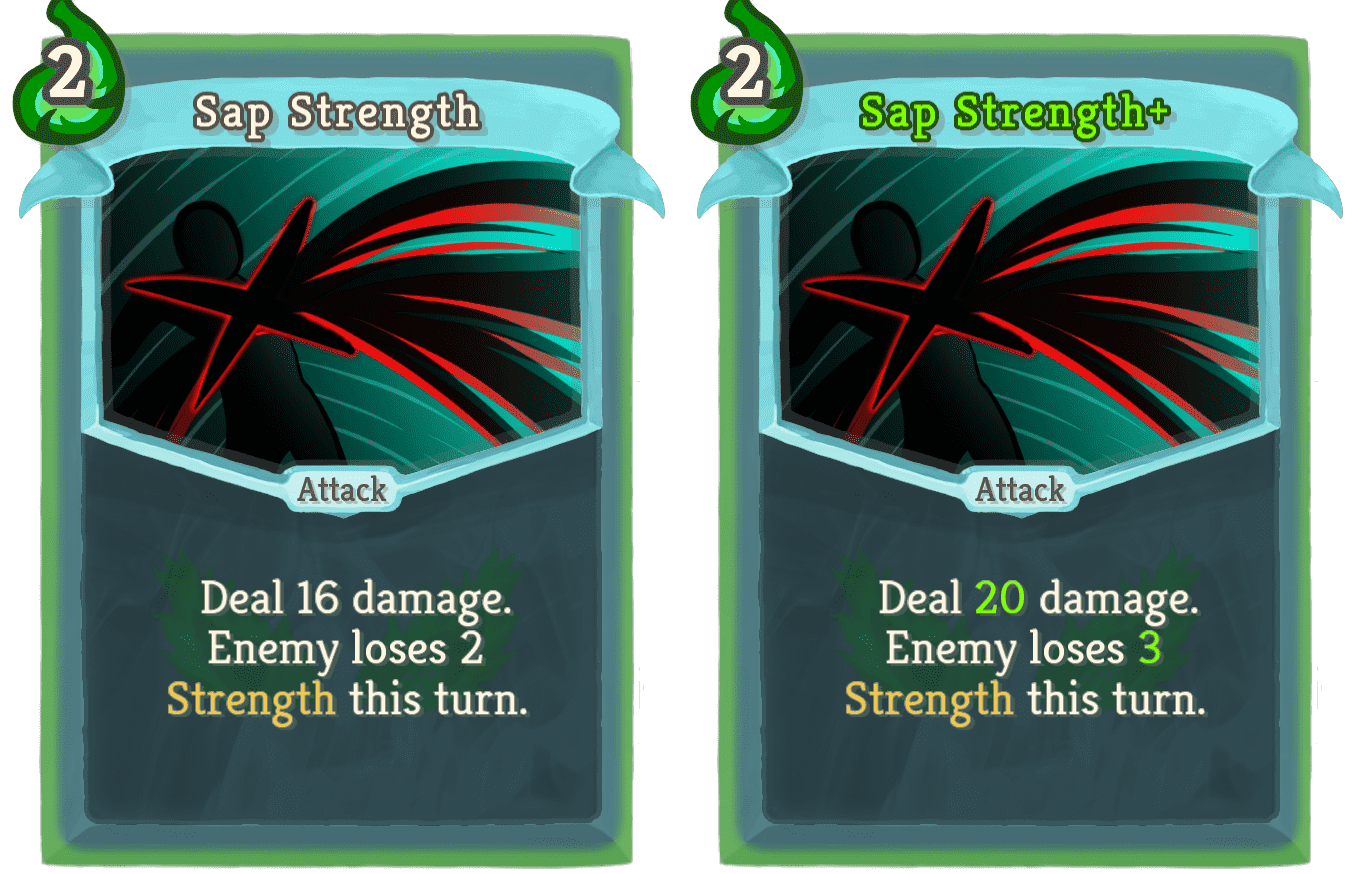 2
Sap Strength
Attack
Deal 16 damage.
Enemy loses 2
Strength this turn.
2
Sap Strength+
Attack
Deal 20 damage.
Enemy loses 3
Strength this turn.